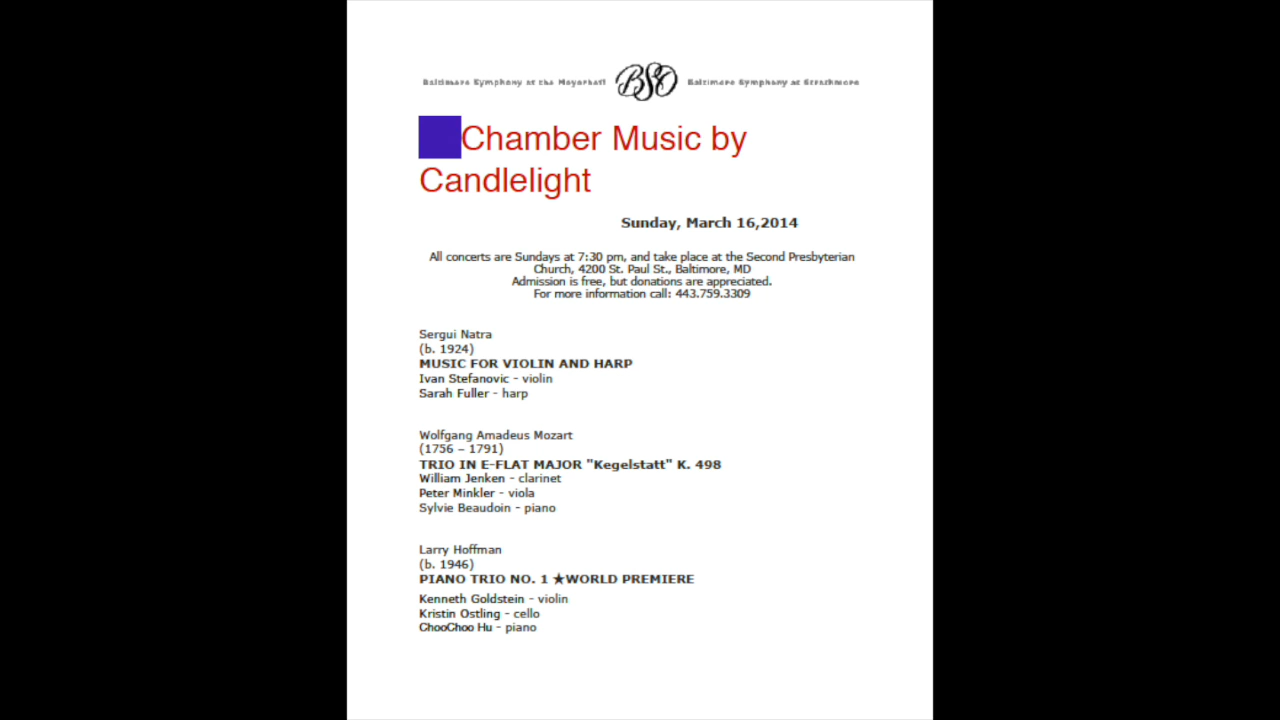 Baltimore Symphony at the Meyerhoff BSO Baltimore Symphony at Strathmore
Chamber Music by
Candlelight
Sunday, March 16,2014
All concerts are Sundays at 7:30 pm, and take place at the Second Presbyterian
Church, 4200 St. Paul St., Baltimore, MD
Admission is free, but donations are appreciated.
For more information call: 443.759.3309
Sergui Natra
(b. 1924)
MUSIC FOR VIOLIN AND HARP
Ivan Stefanovic - violin
Sarah Fuller - harp
Wolfgang Amadeus Mozart
(1756 – 1791)
TRIO IN E-FLAT MAJOR "Kegelstatt" K. 498
William Jenken - clarinet
Peter Minkler - viola
Sylvie Beaudoin - piano
Larry Hoffman
(b. 1946)
PIANO TRIO NO. 1 ★WORLD PREMIERE
Kenneth Goldstein - violin
Kristin Ostling - cello
ChooChoo Hu - piano